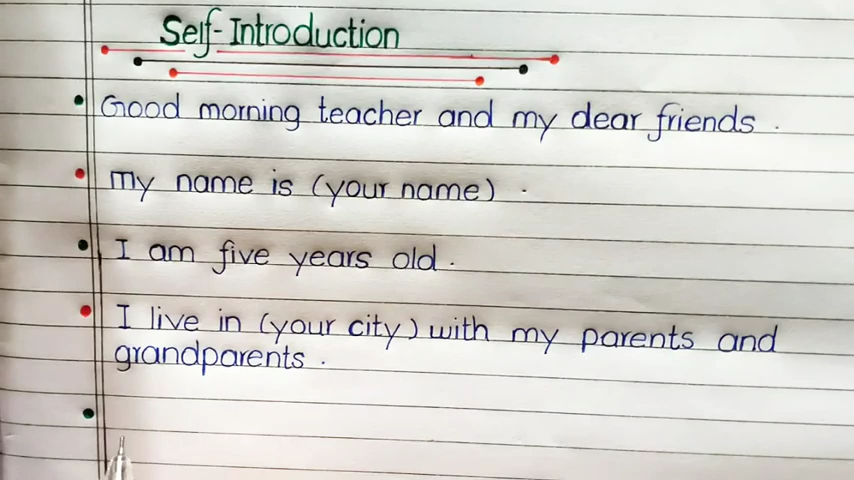 Self-Introduction
Good morning teacher and my dear friends.
My name is (your name).
I am five years old.
I live in (your city) with my parents and
grandparents.